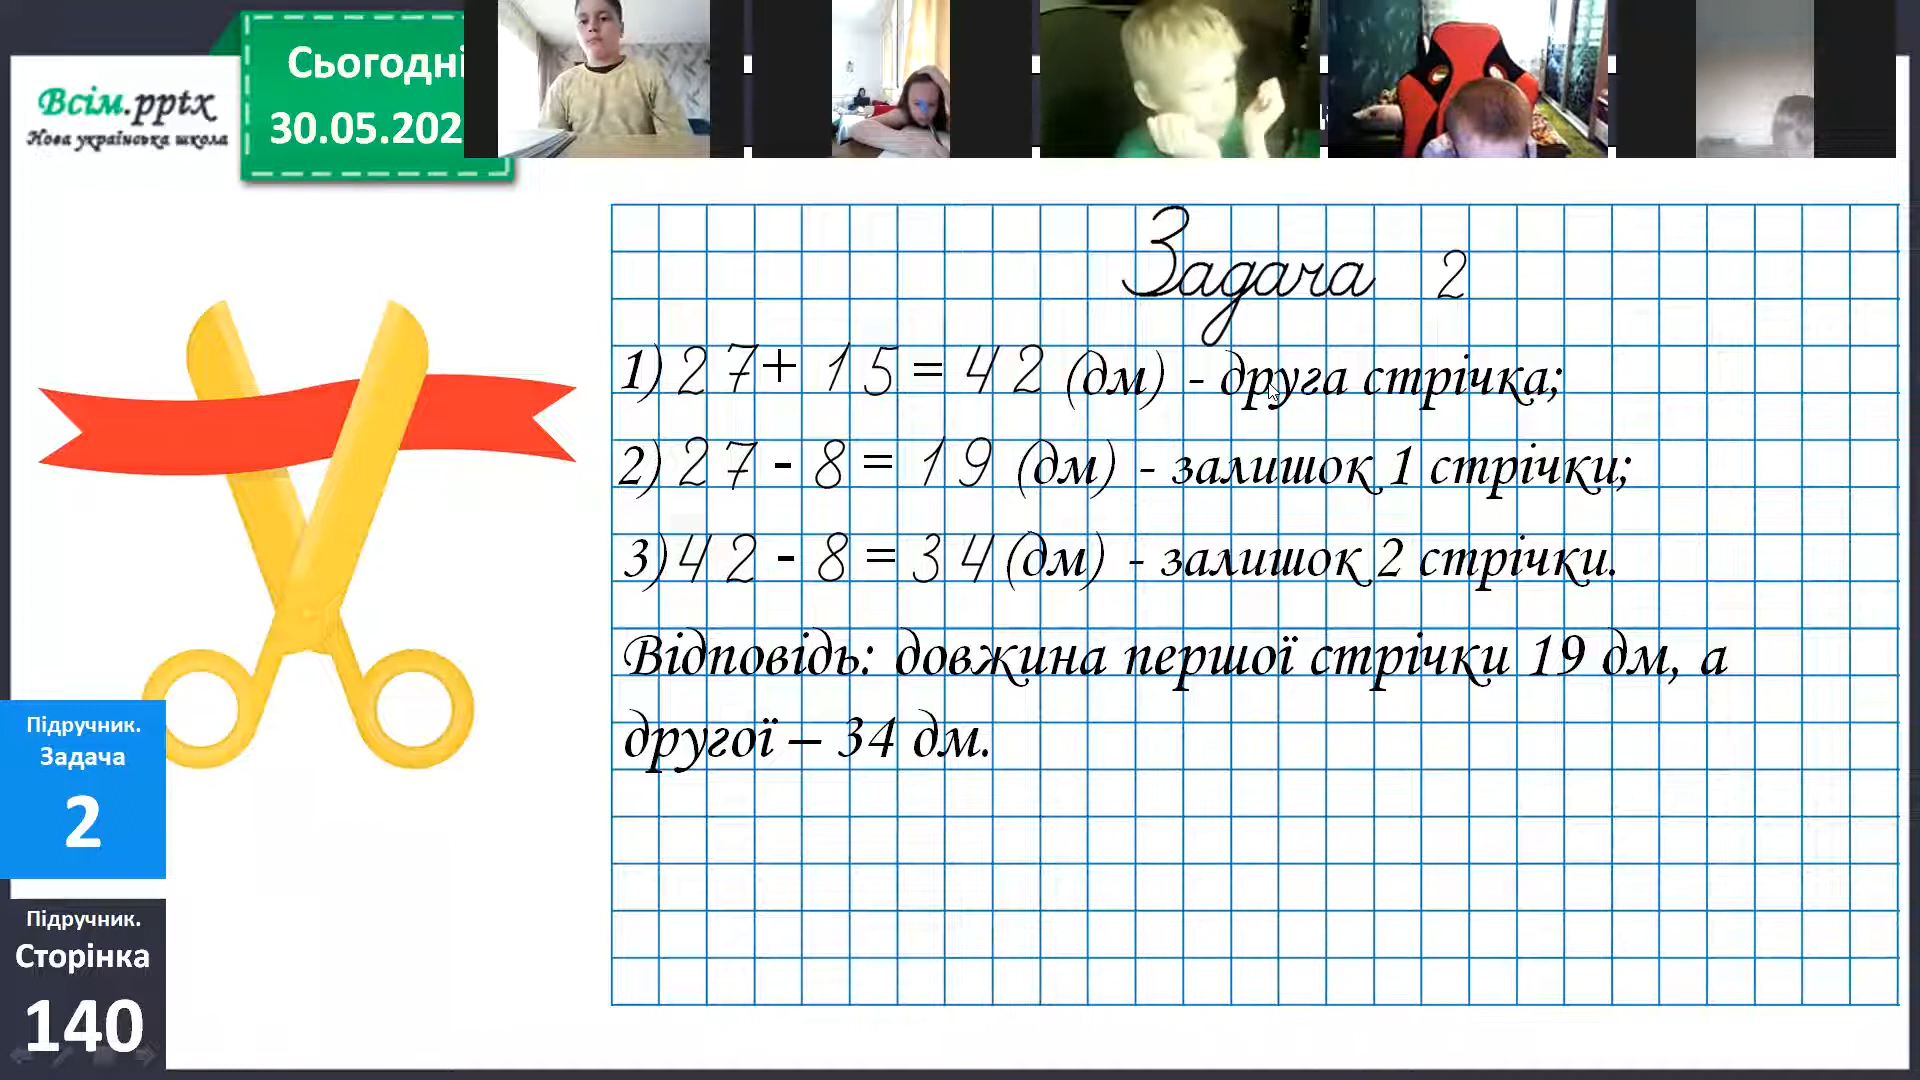 Всім.pptx
Нова українська школа
Сьогодні
30.05.202
Задача 2
1) 27 + 15 = 42 (дм) - друга стрічка;
2) 27 - 8 = 19 (дм) - залишок 1 стрічки;
3) 42 - 8 = 34 (дм) - залишок 2 стрічки.
Відповідь: довжина першої стрічки 19 дм, а
другої – 34 дм.
Підручник.
Задача
2
Підручник.
Сторінка
140